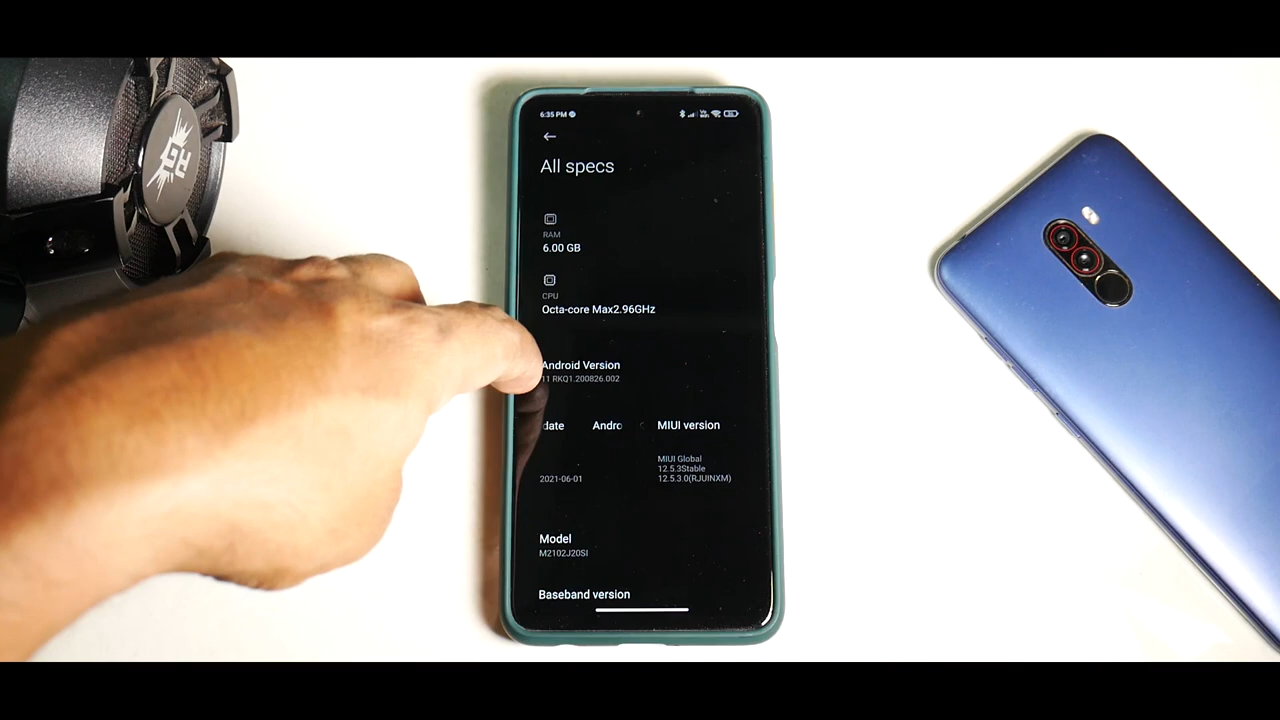 6:35 PM
All specs
RAM
6.00 GB
CPU
Octa-core Max2.96GHz
Android Version
11 RKQ1.200826.002
date Andro MIUI version
MIUI Global
12.5.3Stable
2021-06-01 12.5.3.0(RJUINXM)
Model
M2102J20SI
Baseband version